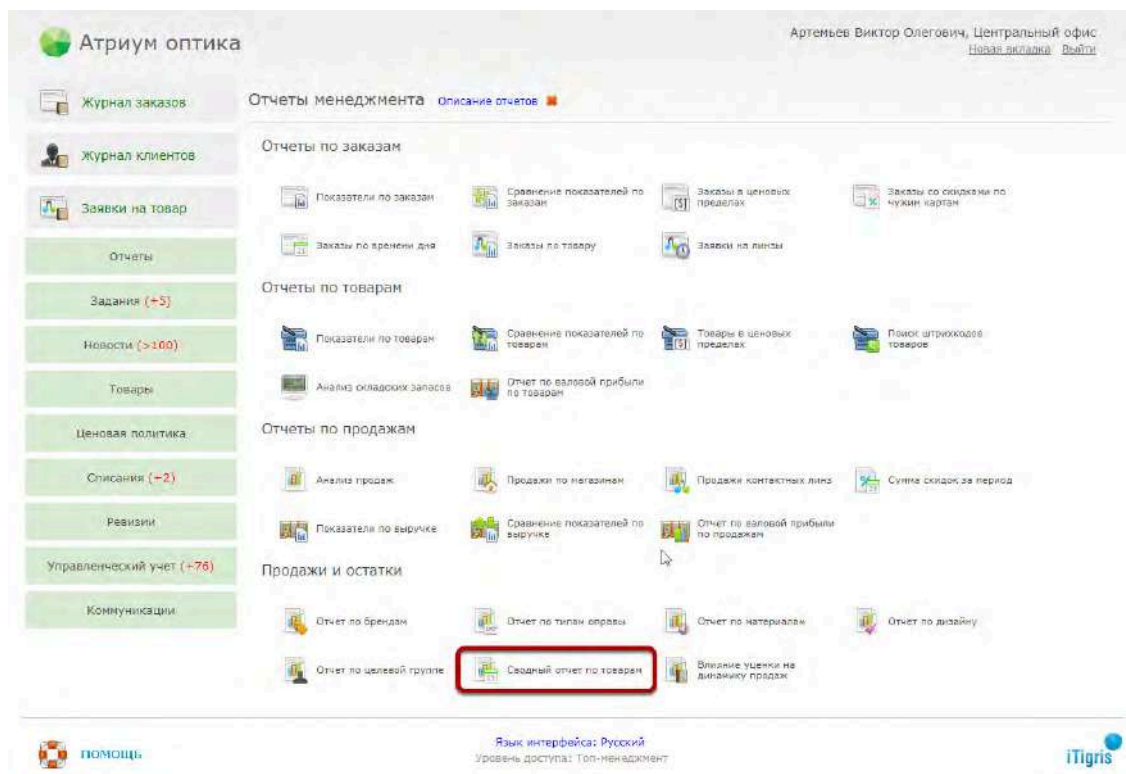 Атриум оптика
Артемьев Виктор Олегович, Центральный офис
Новая вкладка Выйти
Журнал заказов
Журнал клиентов
Заявки на товар
Отчеты
Задания (+5)
Новости (>100)
Товары
Ценовая политика
Списания (+2)
Ревизии
Управленческий учет (+76)
Коммуникации
Отчеты менеджмента Описание отчетов
Отчеты по заказам
Показатели по заказам
Сравнение показателей по
заказам
Заказы в ценовых
пределах
Заказы со скидками по
чужим картам
Заказы по времени дня
Заказы по товару
Заявки на линзы
Отчеты по товарам
Показатели по товарам
Сравнение показателей по
товарам
Товары в ценовых
пределах
Поиск штрихкодов
товаров
Анализ складских запасов
Отчет по валовой прибыли
по товарам
Отчеты по продажам
Анализ продаж
Продажи по магазинам
Продажи контактных линз
Сумма скидок за период
Показатели по выручке
Сравнение показателей по
выручке
Отчет по валовой прибыли
по продажам
Продажи и остатки
Отчет по брендам
Отчет по типам оправы
Отчет по материалам
Отчет по дизайну
Отчет по целевой группе
Сводный отчет по товарам
Влияние уценки на
динамику продаж
ПОМОЩЬ
Язык интерфейса: Русский
Уровень доступа: Топ-менеджмент
iTigris